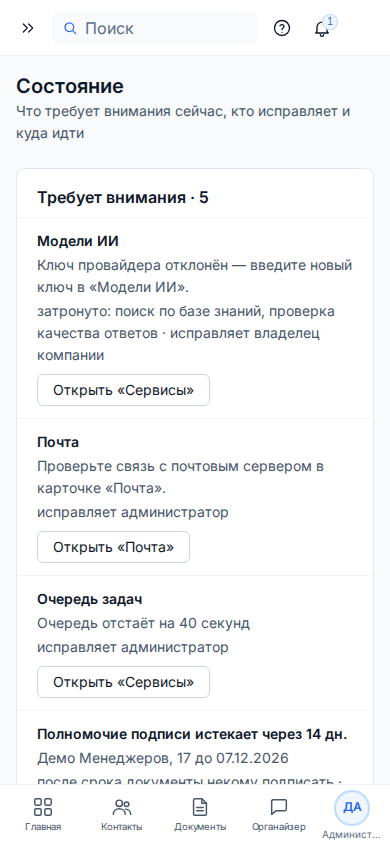 Поиск
1
Состояние
Что требует внимания сейчас, кто исправляет и
куда идти
Требует внимания · 5
Модели ИИ
Ключ провайдера отклонён — введите новый
ключ в «Модели ИИ».
затронуто: поиск по базе знаний, проверка
качества ответов · исправляет владелец
компании
Открыть «Сервисы»
Почта
Проверьте связь с почтовым сервером в
карточке «Почта».
исправляет администратор
Открыть «Почта»
Очередь задач
Очередь отстаёт на 40 секунд
исправляет администратор
Открыть «Сервисы»
Полномочие подписи истекает через 14 дн.
Демо Менеджеров, 17 до 07.12.2026
после срока документы некому подписать ·
ДА
Главная
Контакты
Документы
Органайзер
Админист...